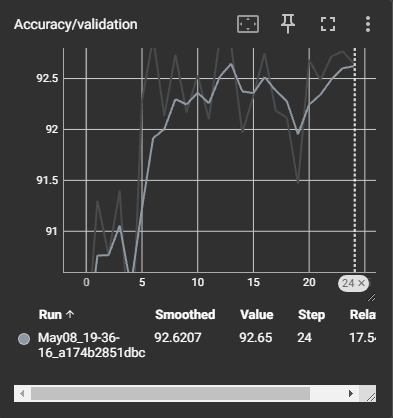 Accuracy/validation
92.5
92
91.5
91
0 5 10 15 20 24
Run Smoothed Value Step Rela
May08_19-36- 92.6207 92.65 24 17.5
16_a174b2851dbc